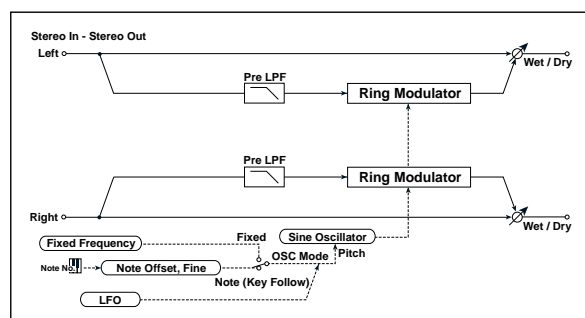 Stereo In - Stereo Out
Left
Wet / Dry
Pre LPF
Ring Modulator
Pre LPF
Ring Modulator
Right
Wet / Dry
Fixed Frequency
Fixed
Sine Oscillator
OSC Mode
Pitch
Note No.
Note Offset, Fine
Note (Key Follow)
LFO